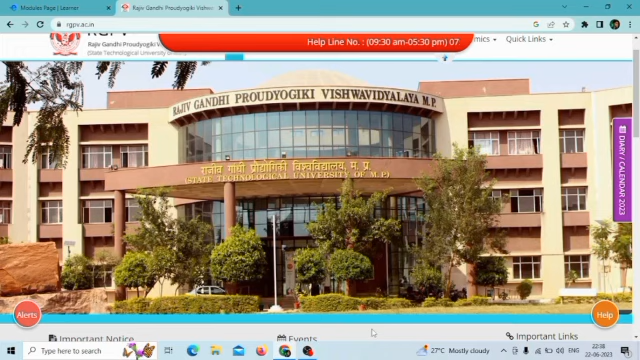 Modules Page | Learner
Rajiv Gandhi Proudyogiki Vishwa
rgpv.ac.in
Rajiv Gandhi Proudyogiki V
(State Technological University
Help Line No. : (09:30 am-05:30 pm) 07
mics
Quick Links
RAJIV GANDHI PROUDYOGIKI VISHWAVIDYALAYA M.P.
राजीव गांधी प्रौद्योगिकी विश्वविद्यालय, म. प्र.
(STATE TECHNOLOGICAL UNIVERSITY OF M.P)
DIARY / CALENDAR 2023
Alerts
Help
Important Notice
Events
Important Links
Type here to search
27°C Mostly cloudy
ENG
22:38
22-06-2023